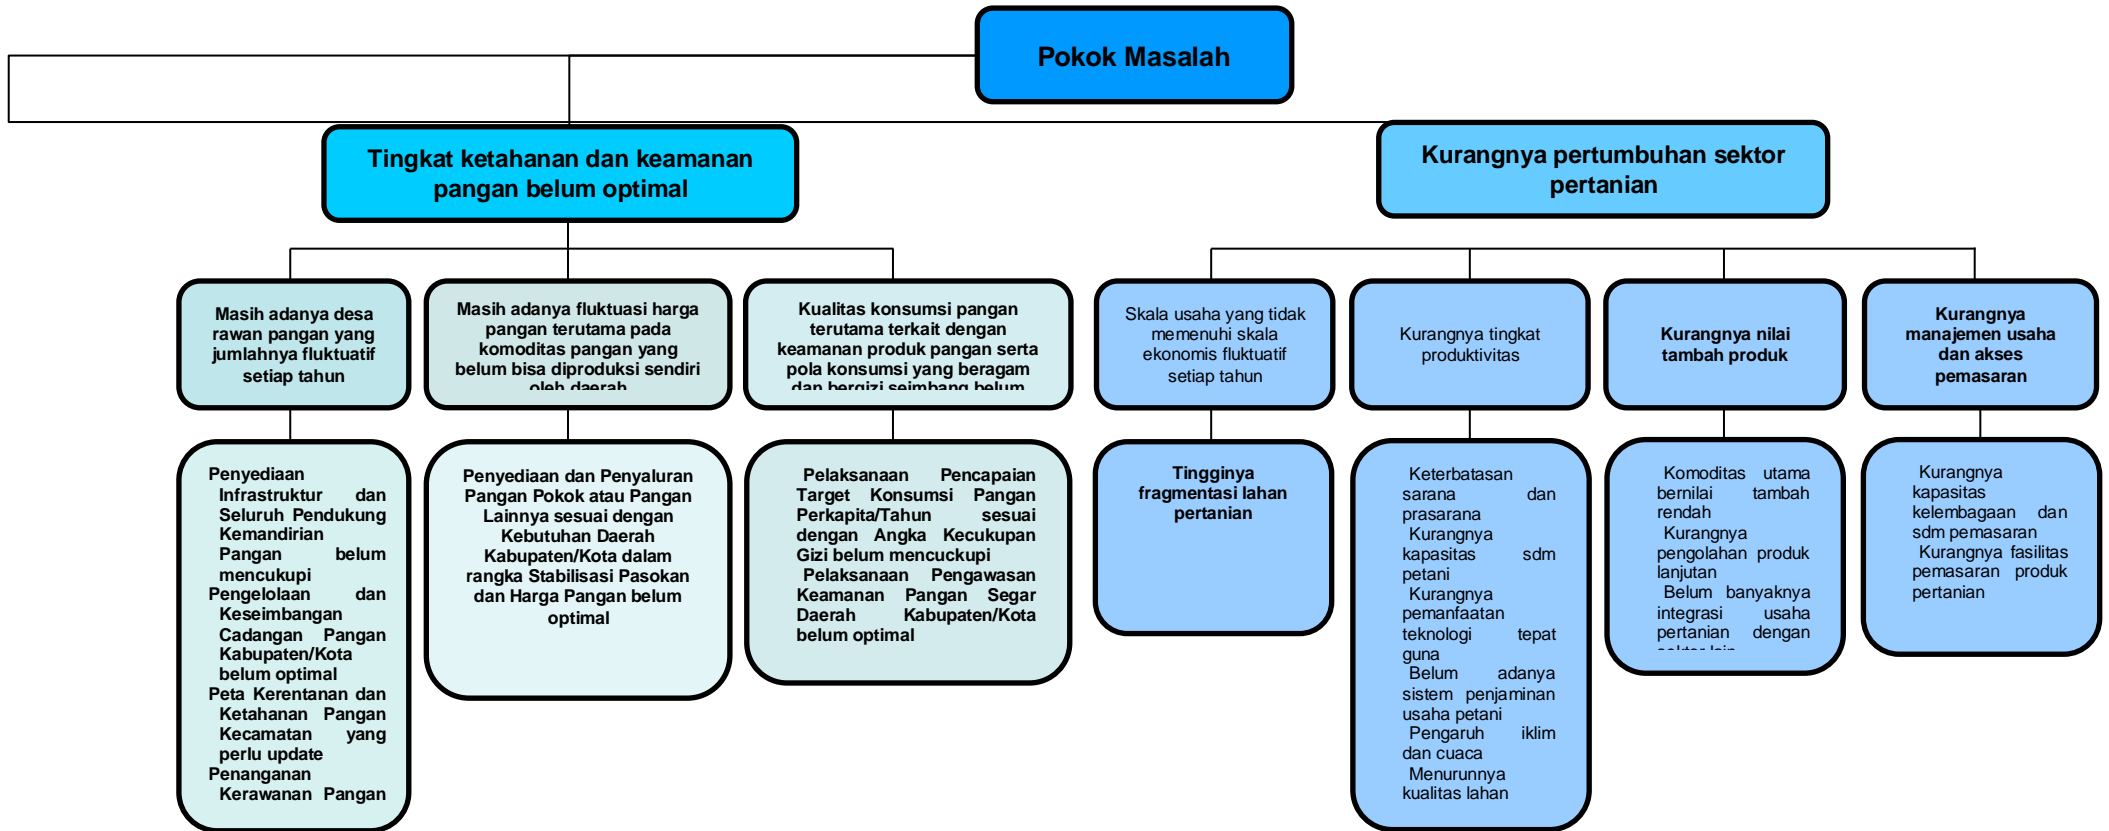 Pokok Masalah
Tingkat ketahanan dan keamanan
pangan belum optimal
Kurangnya pertumbuhan sektor
pertanian
Masih adanya desa
rawan pangan yang
jumlahnya fluktuatif
setiap tahun
Masih adanya fluktuasi harga
pangan terutama pada
komoditas pangan yang
belum bisa diproduksi sendiri
oleh daerah
Kualitas konsumsi pangan
terutama terkait dengan
keamanan produk pangan serta
pola konsumsi yang beragam
dan bergizi seimbang belum
Skala usaha yang tidak
memenuhi skala
ekonomis fluktuatif
setiap tahun
Kurangnya tingkat
produktivitas
Kurangnya nilai
tambah produk
Kurangnya
manajemen usaha
dan akses
pemasaran
Penyediaan
Infrastruktur dan
Seluruh Pendukung
Kemandirian
Pangan belum
mencukupi
Pengelolaan dan
Keseimbangan
Cadangan Pangan
Kabupaten/Kota
belum optimal
Peta Kerentanan dan
Ketahanan Pangan
Kecamatan yang
perlu update
Penanganan
Kerawanan Pangan
Penyediaan dan Penyaluran
Pangan Pokok atau Pangan
Lainnya sesuai dengan
Kebutuhan Daerah
Kabupaten/Kota dalam
rangka Stabilisasi Pasokan
dan Harga Pangan belum
optimal
Pelaksanaan Pencapaian
Target Konsumsi Pangan
Perkapita/Tahun sesuai
dengan Angka Kecukupan
Gizi belum mencuckupi
Pelaksanaan Pengawasan
Keamanan Pangan Segar
Daerah Kabupaten/Kota
belum optimal
Tingginya
fragmentasi lahan
pertanian
Keterbatasan
sarana dan
prasarana
Kurangnya
kapasitas sdm
petani
Kurangnya
pemanfaatan
teknologi tepat
guna
Belum adanya
sistem penjaminan
usaha petani
Pengaruh iklim
dan cuaca
Menurunnya
kualitas lahan
Komoditas utama
bernilai tambah
rendah
Kurangnya
pengolahan produk
lanjutan
Belum banyaknya
integrasi usaha
pertanian dengan
sektor lain
Kurangnya
kapasitas
kelembagaan dan
sdm pemasaran
Kurangnya fasilitas
pemasaran produk
pertanian